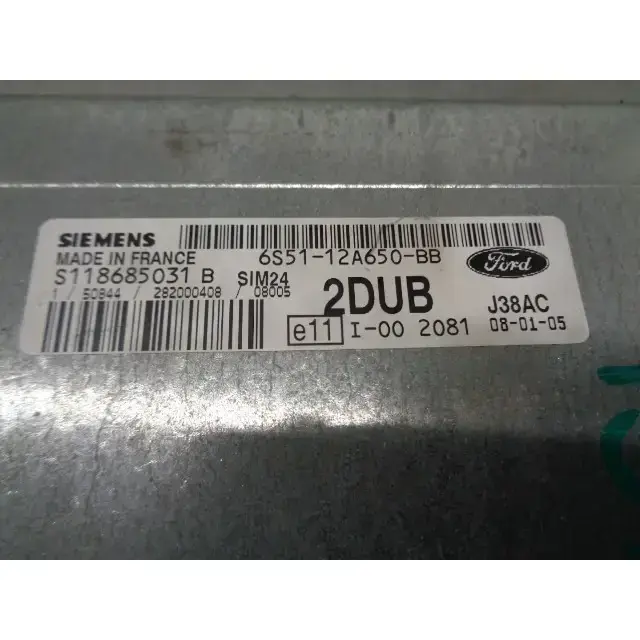 SIEMENS
MADE IN FRANCE
6S51-12A650-BB
Ford
S118685031 B
SIM24
1 / 50844 / 282000408 / 08005
2DUB
J38AC
e11 I-00 2081
08-01-05